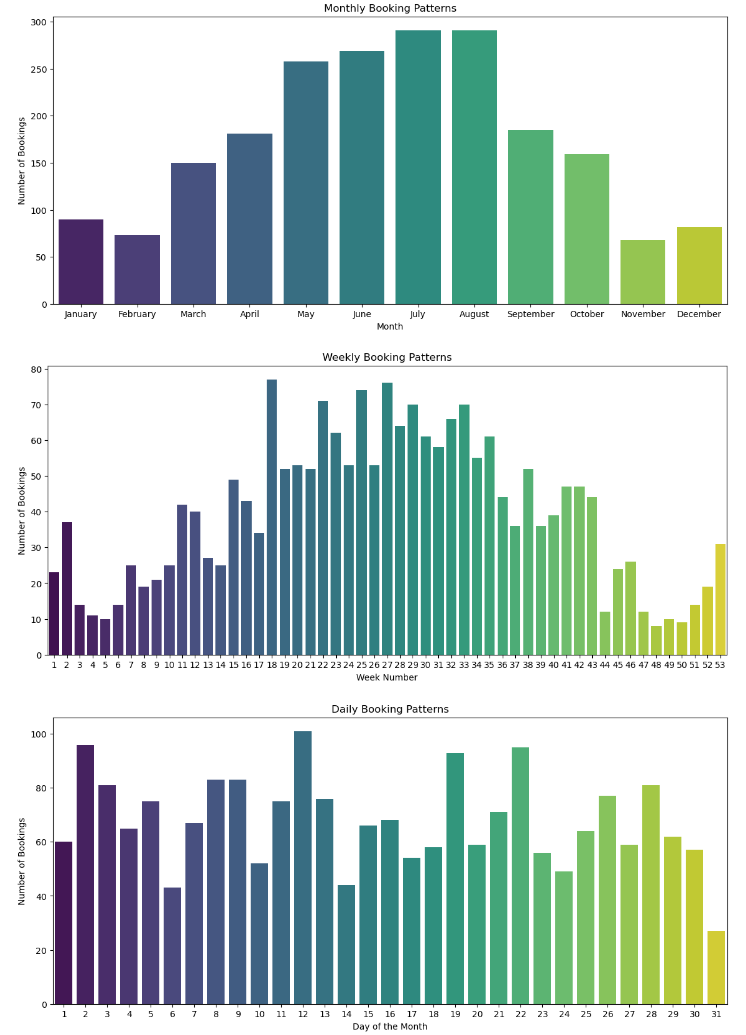 Monthly Booking Patterns
300
250
200
150
100
50
0
Number of Bookings
January February March April May June July August September October November December
Month
Weekly Booking Patterns
80
70
60
50
40
30
20
10
0
Number of Bookings
1 2 3 4 5 6 7 8 9 10 11 12 13 14 15 16 17 18 19 20 21 22 23 24 25 26 27 28 29 30 31 32 33 34 35 36 37 38 39 40 41 42 43 44 45 46 47 48 49 50 51 52 53
Week Number
Daily Booking Patterns
100
80
60
40
20
0
Number of Bookings
1 2 3 4 5 6 7 8 9 10 11 12 13 14 15 16 17 18 19 20 21 22 23 24 25 26 27 28 29 30 31
Day of the Month